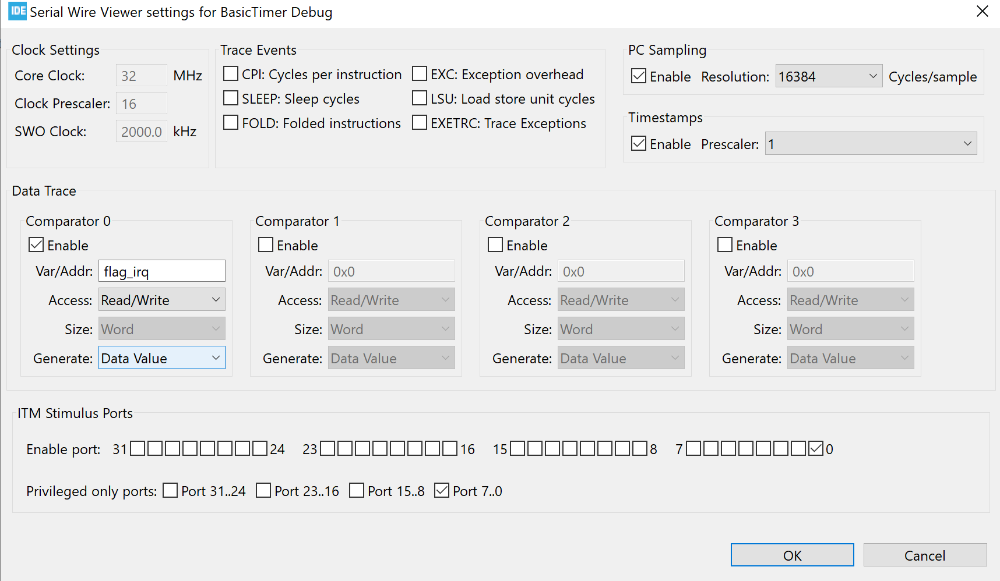 IDE Serial Wire Viewer settings for BasicTimer Debug
Clock Settings
Core Clock: 32 MHz
Clock Prescaler: 16
SWO Clock: 2000.0 kHz
Trace Events
CPI: Cycles per instruction EXC: Exception overhead
SLEEP: Sleep cycles LSU: Load store unit cycles
FOLD: Folded instructions EXETRC: Trace Exceptions
PC Sampling
Enable Resolution: 16384 Cycles/sample
Timestamps
Enable Prescaler: 1
Data Trace
Comparator 0
Enable
Var/Addr: flag_irq
Access: Read/Write
Size: Word
Generate: Data Value
Comparator 1
Enable
Var/Addr: 0x0
Access: Read/Write
Size: Word
Generate: Data Value
Comparator 2
Enable
Var/Addr: 0x0
Access: Read/Write
Size: Word
Generate: Data Value
Comparator 3
Enable
Var/Addr: 0x0
Access: Read/Write
Size: Word
Generate: Data Value
ITM Stimulus Ports
Enable port: 31 24 23 16 15 8 7 0
Privileged only ports: Port 31..24 Port 23..16 Port 15..8 Port 7..0
OK Cancel